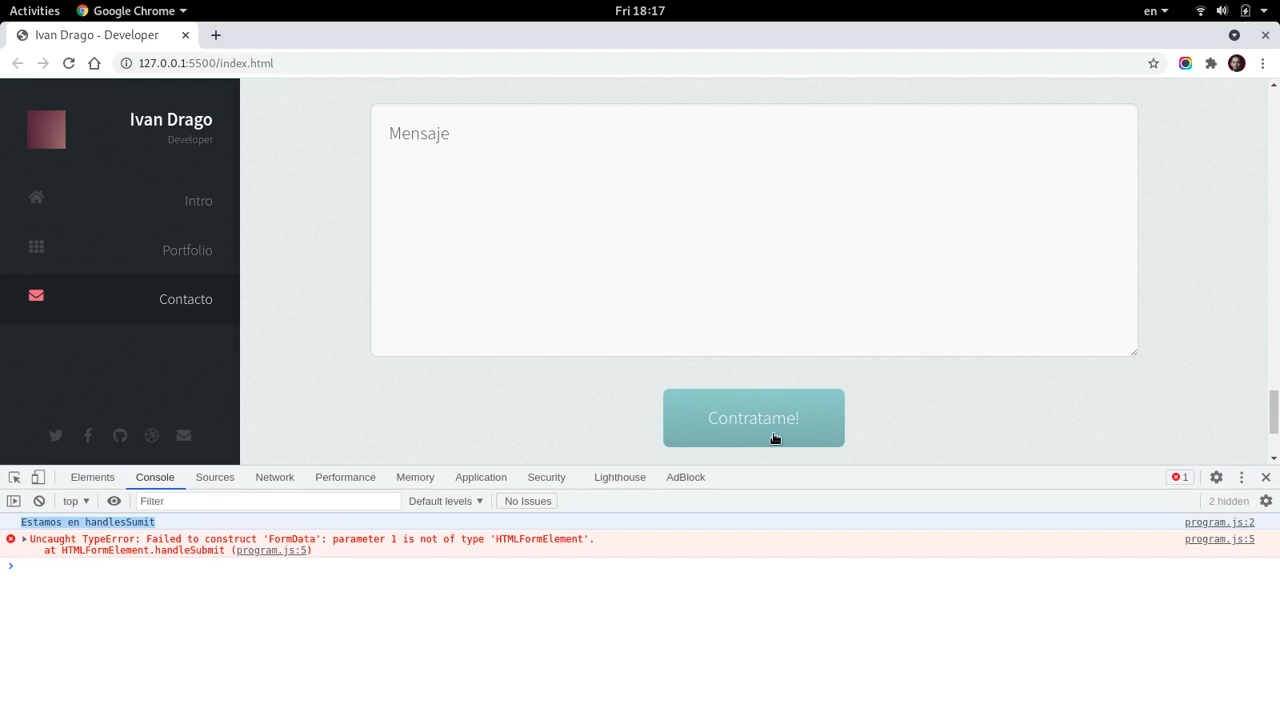 Activities Google Chrome Fri 18:17 en
Ivan Drago - Developer
127.0.0.1:5500/index.html
Ivan Drago
Developer
Intro
Portfolio
Contacto
Mensaje
Contratame!
Elements Console Sources Network Performance Memory Application Security Lighthouse AdBlock 1
top Filter Default levels No Issues 2 hidden
Estamos en handlesSumit program.js:2
Uncaught TypeError: Failed to construct 'FormData': parameter 1 is not of type 'HTMLFormElement'. program.js:5
at HTMLFormElement.handleSubmit (program.js:5)